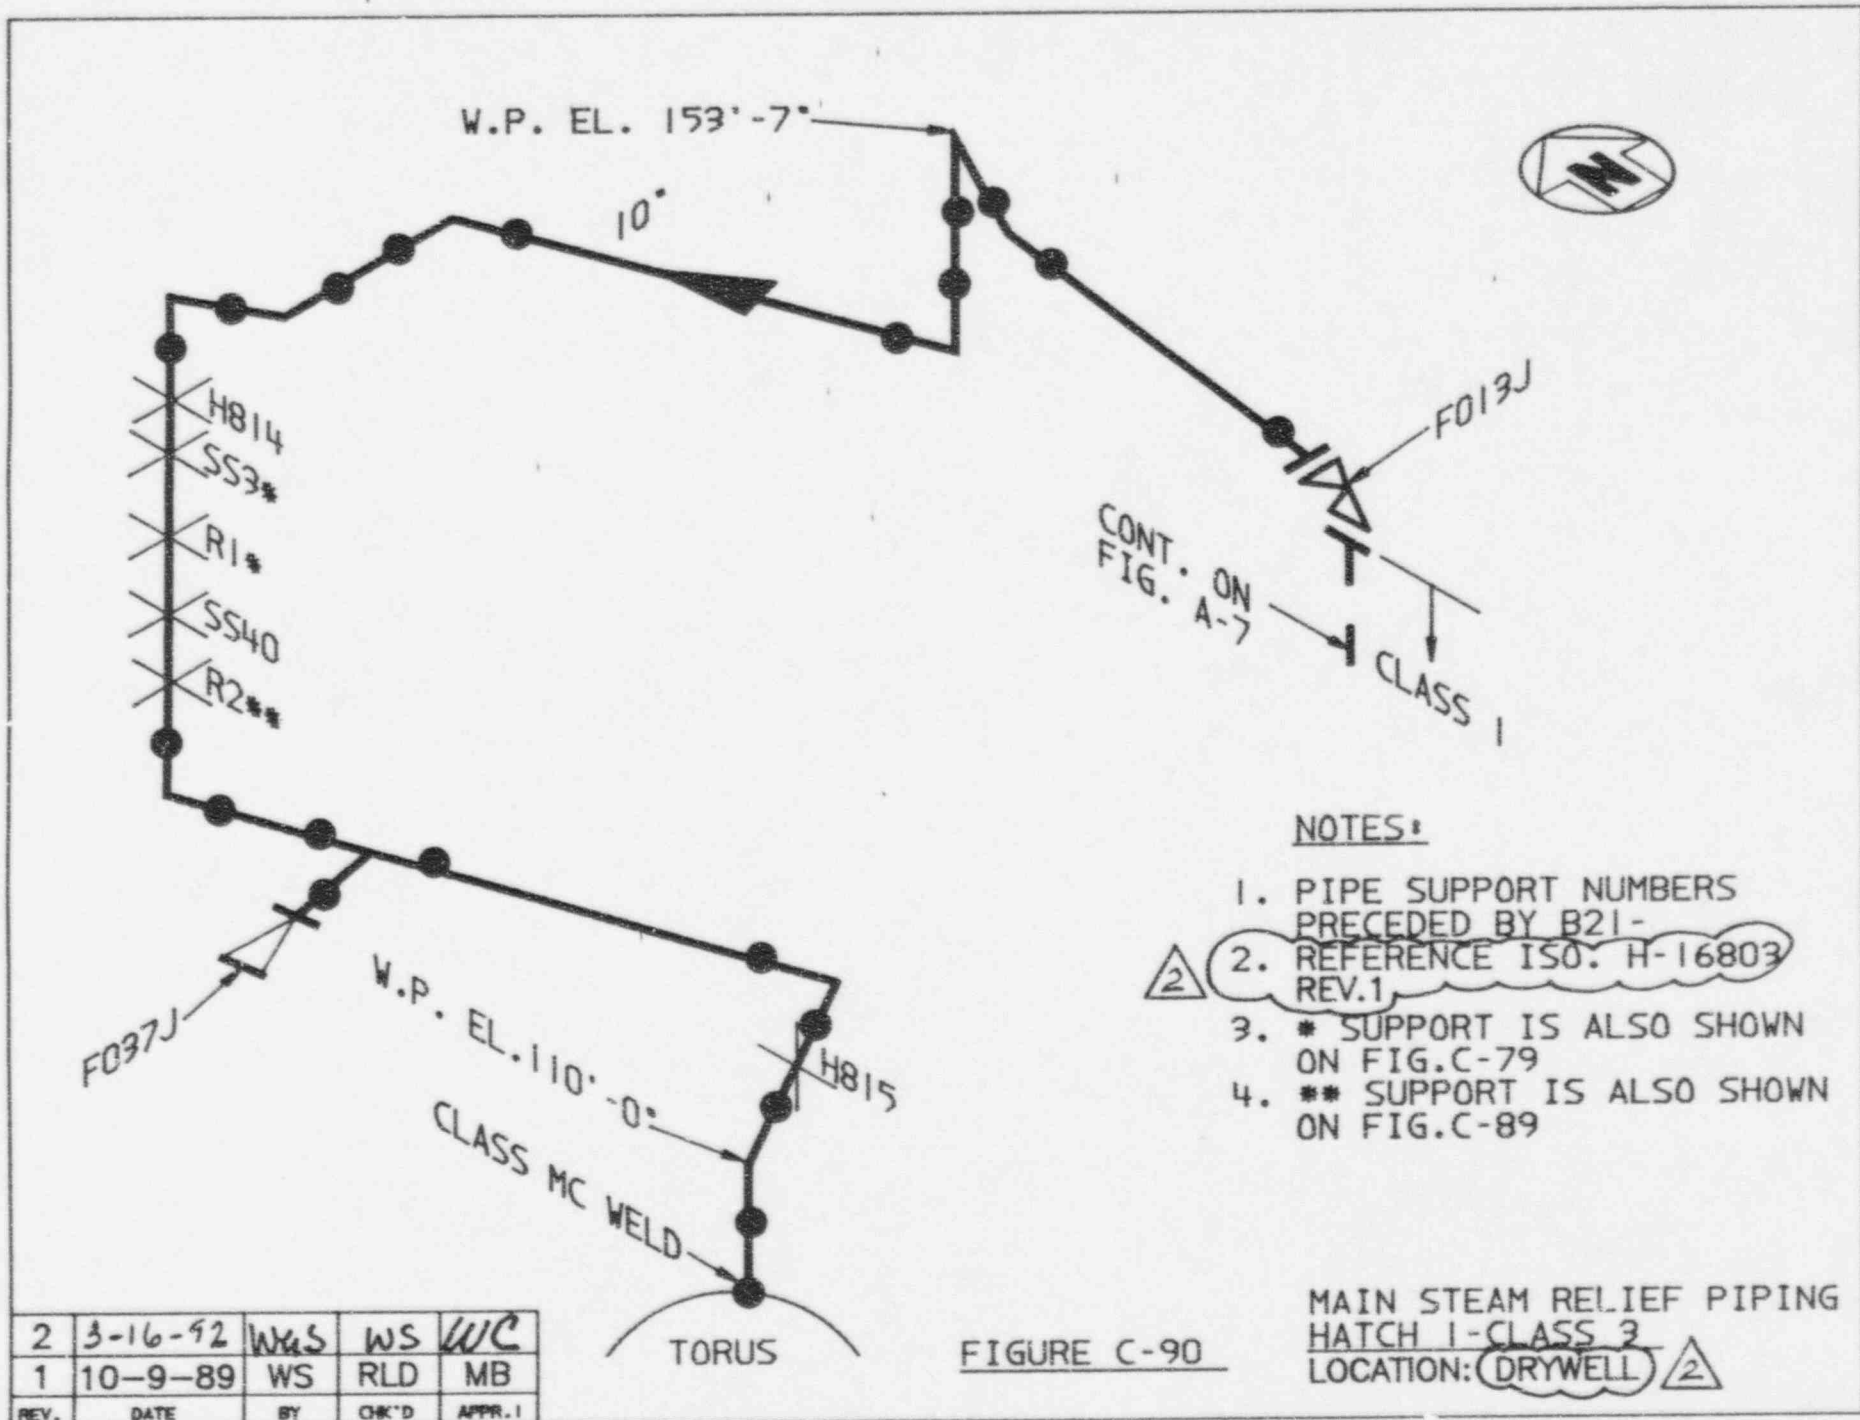 W.P. EL. 153'-7"
10"
N
H814
SS3*
R1*
SS40
R2**
F013J
CONT. ON
FIG. A-7
CLASS 1
F037J
W.P. EL. 110'-0"
H815
CLASS MC WELD
TORUS
NOTES:
1. PIPE SUPPORT NUMBERS
PRECEDED BY B21-
2 2. REFERENCE ISO: H-16803
REV.1
3. * SUPPORT IS ALSO SHOWN
ON FIG.C-79
4. ** SUPPORT IS ALSO SHOWN
ON FIG.C-89
MAIN STEAM RELIEF PIPING
HATCH 1-CLASS 3
LOCATION: DRYWELL 2
FIGURE C-90
2 3-16-92 WGS WS WC
1 10-9-89 WS RLD MB
REV. DATE BY CHK'D APPR.1